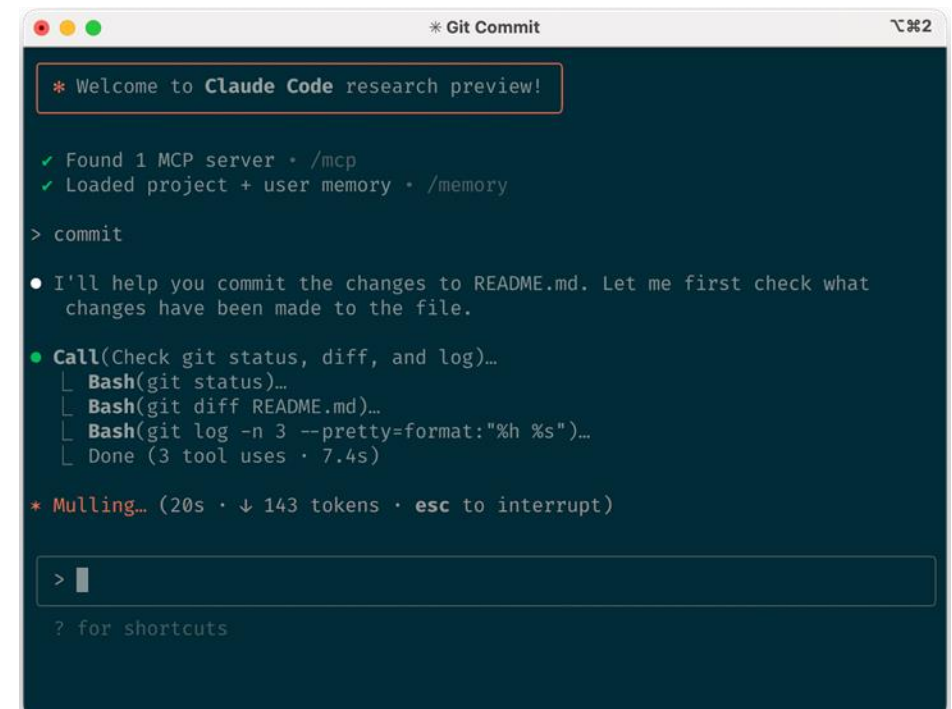 ✳ Git Commit ⌥⌘2
✻ Welcome to Claude Code research preview!
✔ Found 1 MCP server • /mcp
✔ Loaded project + user memory • /memory
> commit
● I'll help you commit the changes to README.md. Let me first check what
changes have been made to the file.
● Call(Check git status, diff, and log)…
⎣ Bash(git status)…
⎣ Bash(git diff README.md)…
⎣ Bash(git log -n 3 --pretty=format:"%h %s")…
⎣ Done (3 tool uses · 7.4s)
✶ Mulling… (20s · ↓ 143 tokens · esc to interrupt)
>
? for shortcuts